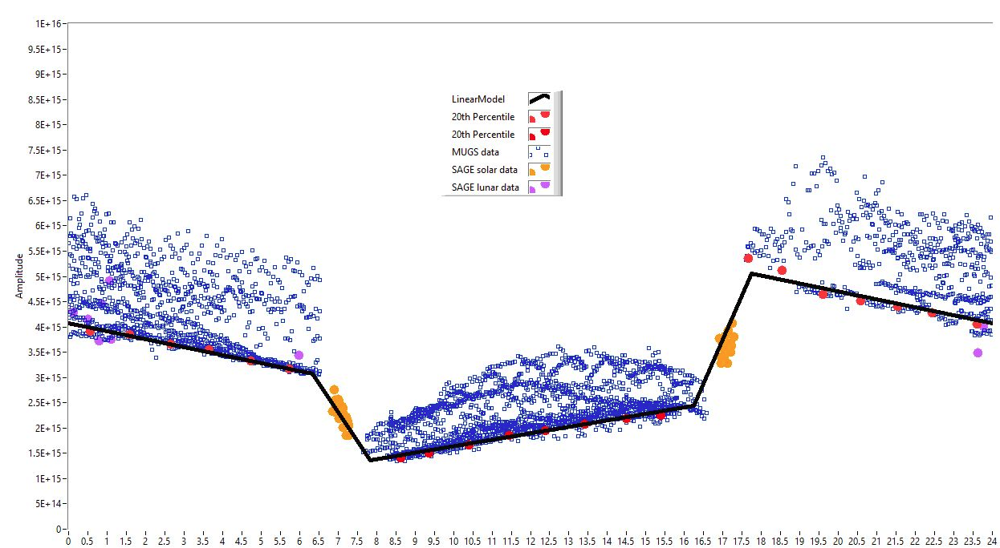 1E+16
9.5E+15
9E+15
8.5E+15
8E+15
7.5E+15
7E+15
6.5E+15
6E+15
5.5E+15
5E+15
4.5E+15
4E+15
3.5E+15
3E+15
2.5E+15
2E+15
1.5E+15
1E+15
5E+14
0
Amplitude
LinearModel
20th Percentile
20th Percentile
MUGS data
SAGE solar data
SAGE lunar data
0 0.5 1 1.5 2 2.5 3 3.5 4 4.5 5 5.5 6 6.5 7 7.5 8 8.5 9 9.5 10 10.5 11 11.5 12 12.5 13 13.5 14 14.5 15 15.5 16 16.5 17 17.5 18 18.5 19 19.5 20 20.5 21 21.5 22 22.5 23 23.5 24